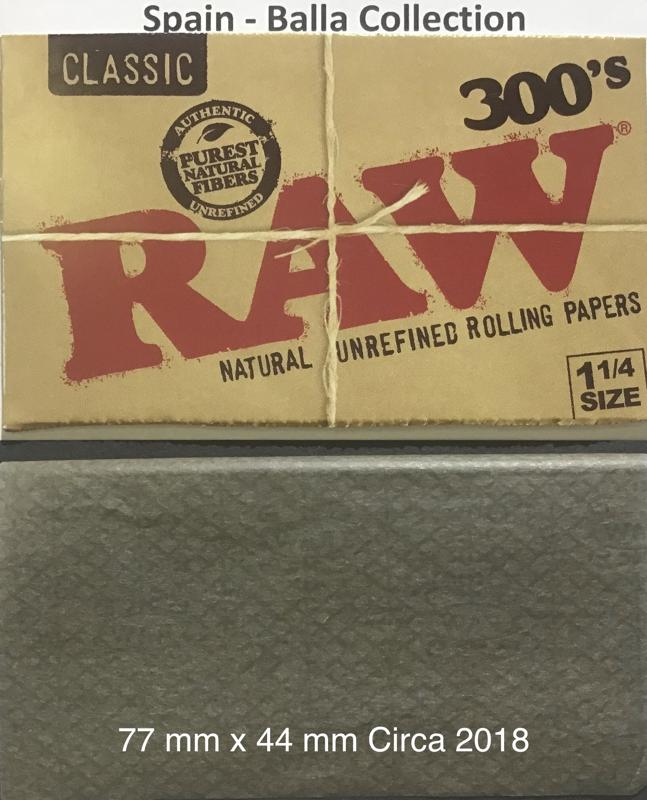 Spain - Balla Collection
CLASSIC
300's
AUTHENTIC
PUREST
NATURAL
FIBERS
UNREFINED
RAW®
NATURAL UNREFINED ROLLING PAPERS
1 1/4
SIZE
77 mm x 44 mm Circa 2018